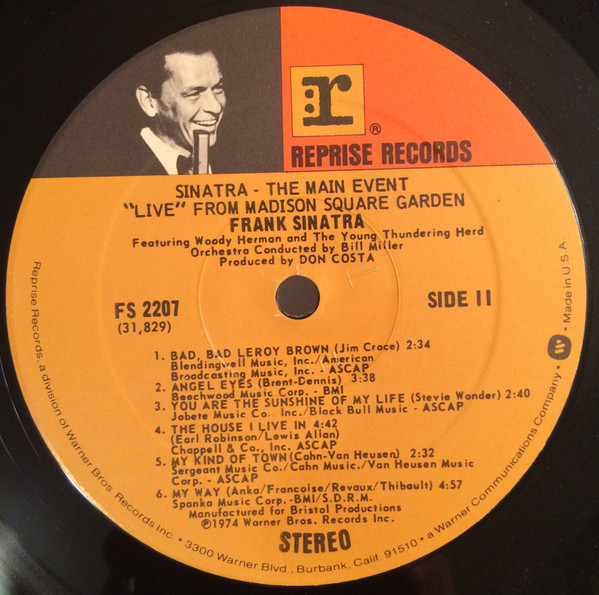 r
®
REPRISE RECORDS
SINATRA - THE MAIN EVENT
"LIVE" FROM MADISON SQUARE GARDEN
FRANK SINATRA
Featuring Woody Herman and The Young Thundering Herd
Orchestra Conducted by Bill Miller
Produced by DON COSTA
FS 2207
(31,829)
SIDE II
1. BAD, BAD LEROY BROWN (Jim Croce) 2:34
Blendingwell Music, Inc./American
Broadcasting Music, Inc. - ASCAP
2. ANGEL EYES (Brent-Dennis) 3:38
Beechwood Music Corp. - BMI
3. YOU ARE THE SUNSHINE OF MY LIFE (Stevie Wonder) 2:40
Jobete Music Co., Inc./Black Bull Music - ASCAP
4. THE HOUSE I LIVE IN 4:42
(Earl Robinson/Lewis Allan)
Chappell & Co., Inc. ASCAP
5. MY KIND OF TOWN (Cahn-Van Heusen) 2:32
Sergeant Music Co./Cahn Music./Van Heusen Music
Corp. - ASCAP
6. MY WAY (Anka/Francoise/Revaux/Thibault) 4:57
Spanka Music Corp. -BMI/S.D.R.M.
Manufactured for Bristol Productions
℗1974 Warner Bros. Records Inc.
STEREO
Reprise Records, a division of Warner Bros. Records Inc. • 3300 Warner Blvd., Burbank, Calif. 91510 • a Warner Communications Company • W • Made in U S A